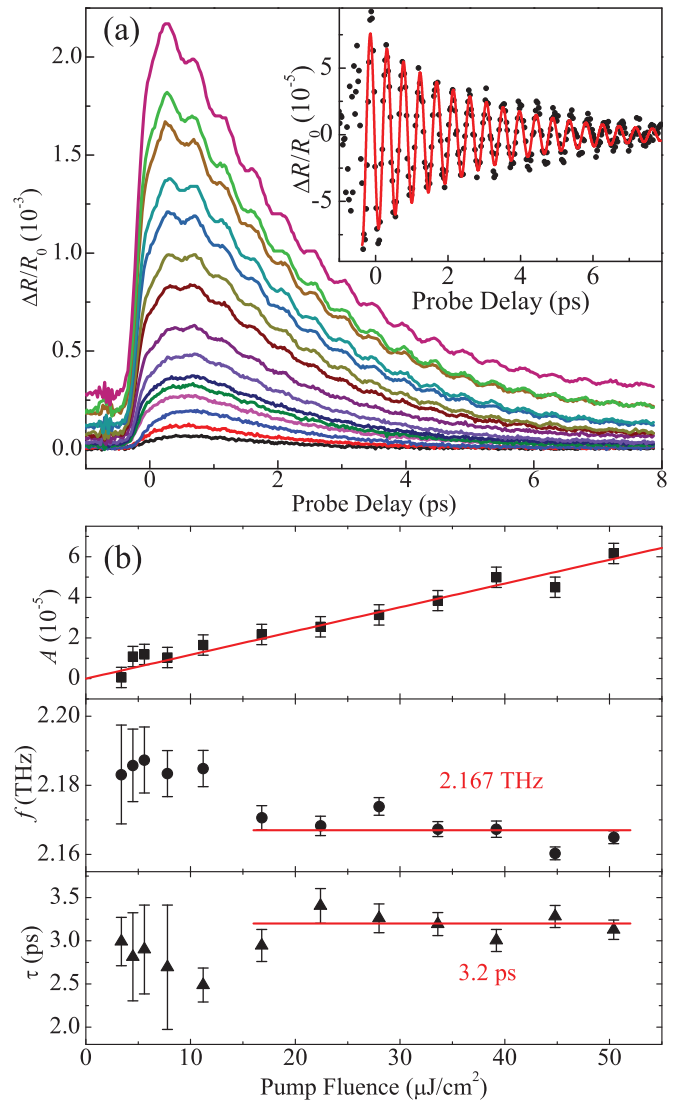 (a)
2.0
1.5
1.0
0.5
0.0
ΔR/R₀ (10⁻³)
0 2 4 6 8
Probe Delay (ps)
5
0
-5
ΔR/R₀ (10⁻⁵)
0 2 4 6
Probe Delay (ps)
(b)
6
4
2
0
A (10⁻⁵)
2.20
2.18
2.16
f (THz)
2.167 THz
3.5
3.0
2.5
2.0
τ (ps)
3.2 ps
0 10 20 30 40 50
Pump Fluence (μJ/cm²)